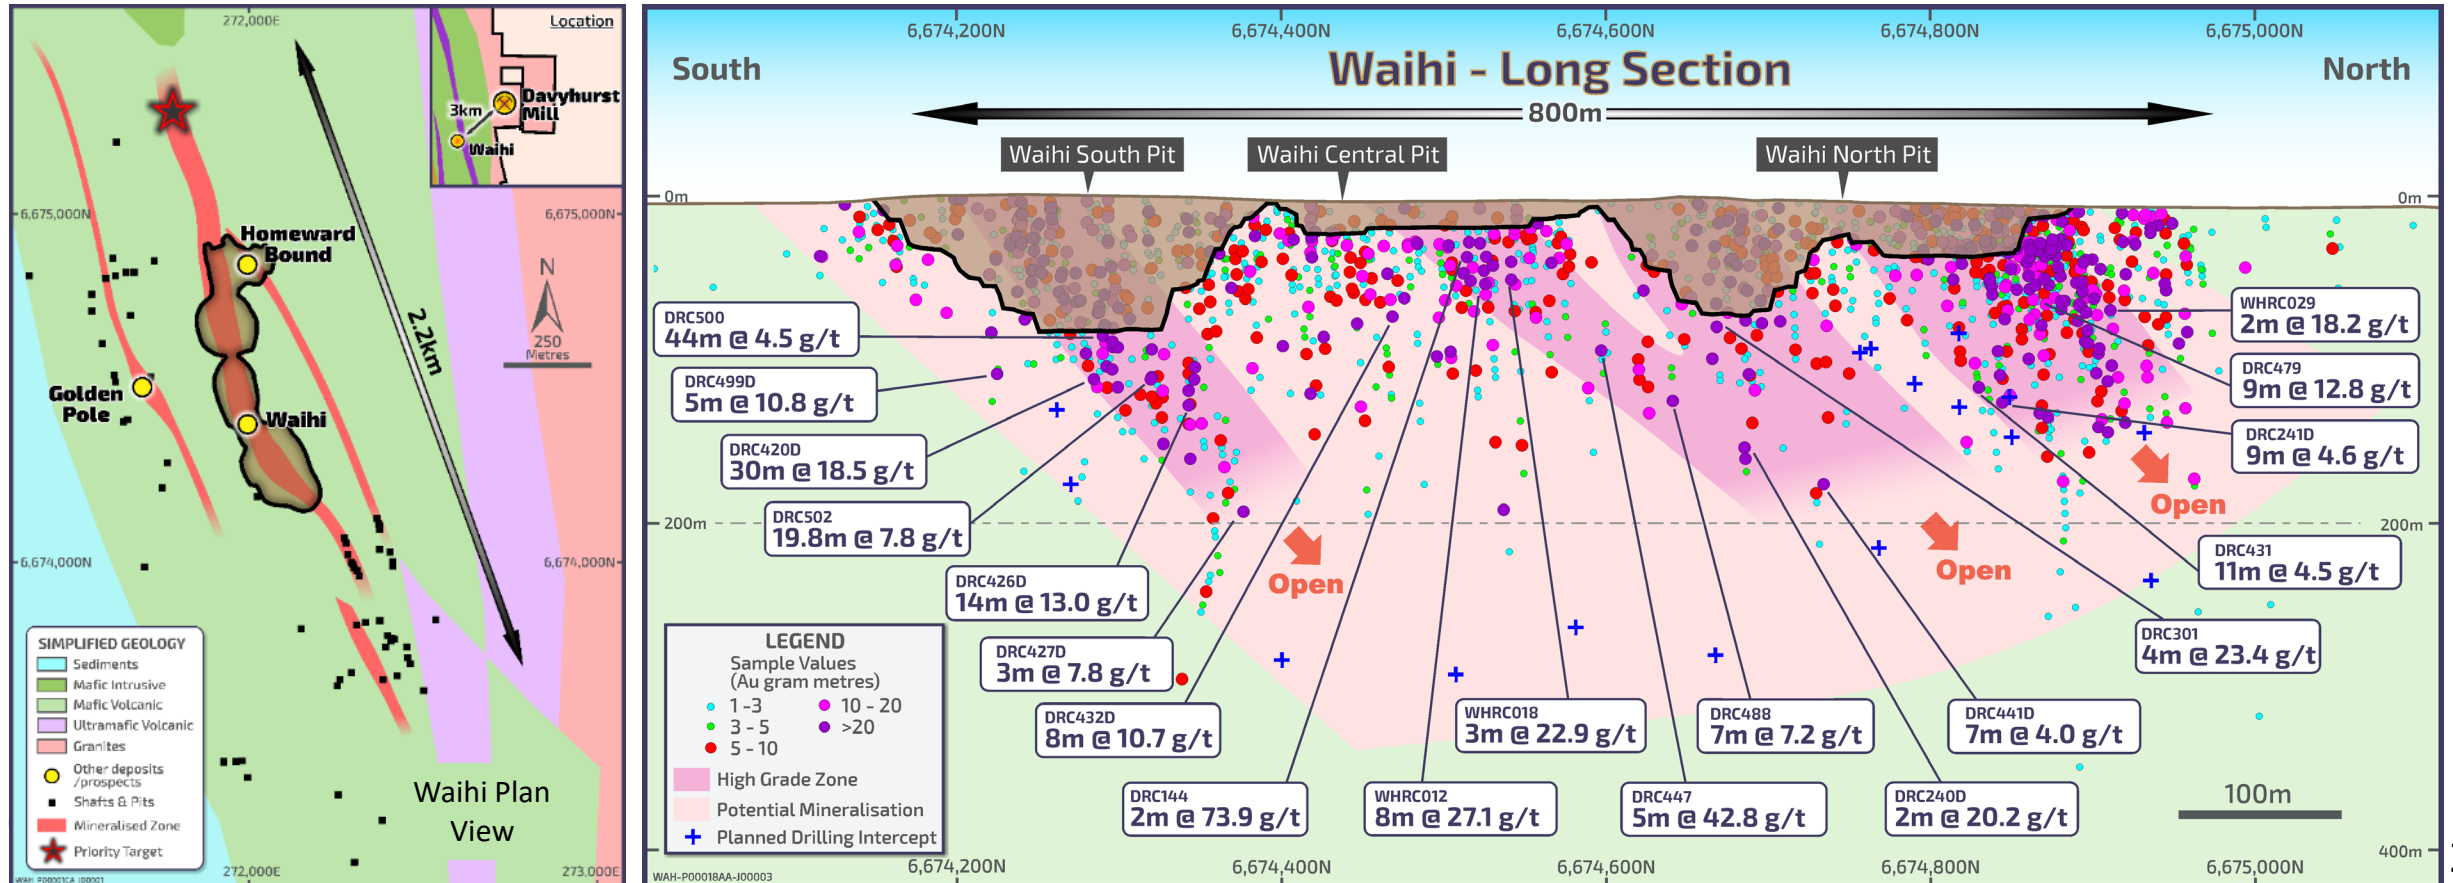 272,000E
Location
Davyhurst
Mill
3km
Waihi
6,675,000N
6,675,000N
Homeward
Bound
N
250
Metres
2.2km
Golden
Pole
Waihi
6,674,000N
6,674,000N
SIMPLIFIED GEOLOGY
Sediments
Mafic Intrusive
Mafic Volcanic
Ultramafic Volcanic
Granites
Other deposits
/prospects
Shafts & Pits
Mineralised Zone
Priority Target
Waihi Plan
View
272,000E
273,000E
6,674,200N
6,674,400N
6,674,600N
6,674,800N
6,675,000N
South
Waihi - Long Section
North
800m
Waihi South Pit
Waihi Central Pit
Waihi North Pit
0m
0m
DRC500
44m @ 4.5 g/t
DRC499D
5m @ 10.8 g/t
DRC420D
30m @ 18.5 g/t
DRC502
19.8m @ 7.8 g/t
DRC426D
14m @ 13.0 g/t
DRC427D
3m @ 7.8 g/t
DRC432D
8m @ 10.7 g/t
DRC144
2m @ 73.9 g/t
WHRC012
8m @ 27.1 g/t
WHRC018
3m @ 22.9 g/t
DRC447
5m @ 42.8 g/t
DRC488
7m @ 7.2 g/t
DRC240D
2m @ 20.2 g/t
DRC441D
7m @ 4.0 g/t
DRC301
4m @ 23.4 g/t
DRC431
11m @ 4.5 g/t
DRC241D
9m @ 4.6 g/t
DRC479
9m @ 12.8 g/t
WHRC029
2m @ 18.2 g/t
200m
200m
Open
Open
Open
LEGEND
Sample Values
(Au gram metres)
1 -3
3 - 5
5 - 10
10 - 20
>20
High Grade Zone
Potential Mineralisation
Planned Drilling Intercept
100m
400m
WAH-P00018AA-J00003
6,674,200N
6,674,400N
6,674,600N
6,674,800N
6,675,000N